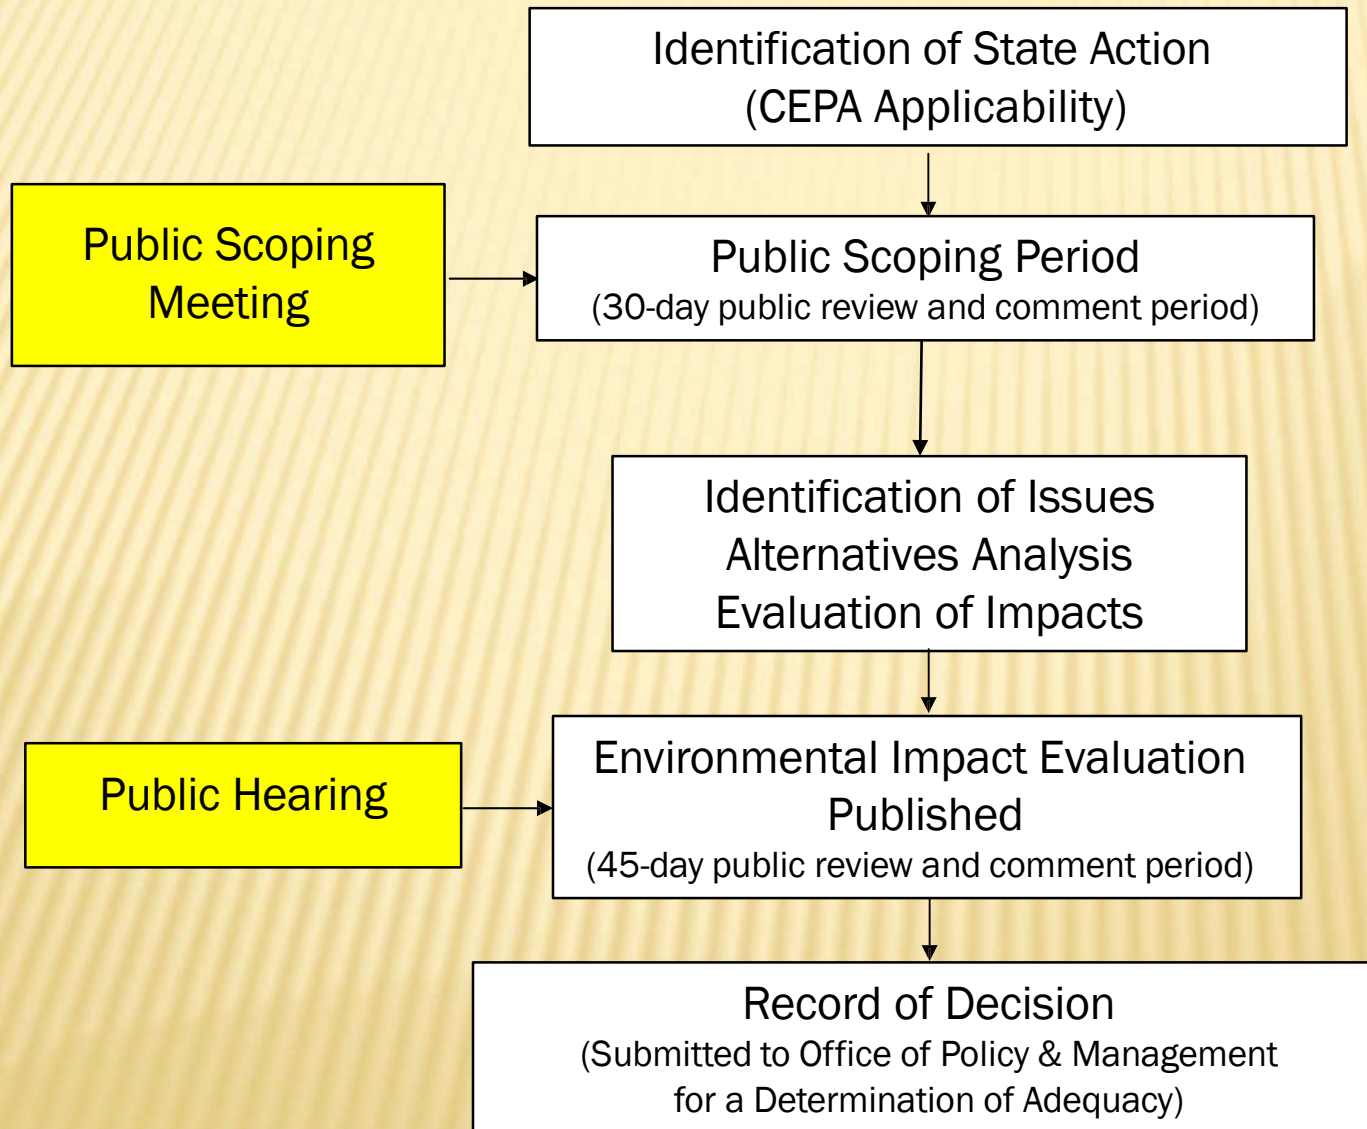 Identification of State Action
(CEPA Applicability)
Public Scoping
Meeting
Public Scoping Period
(30-day public review and comment period)
Identification of Issues
Alternatives Analysis
Evaluation of Impacts
Public Hearing
Environmental Impact Evaluation
Published
(45-day public review and comment period)
Record of Decision
(Submitted to Office of Policy & Management
for a Determination of Adequacy)